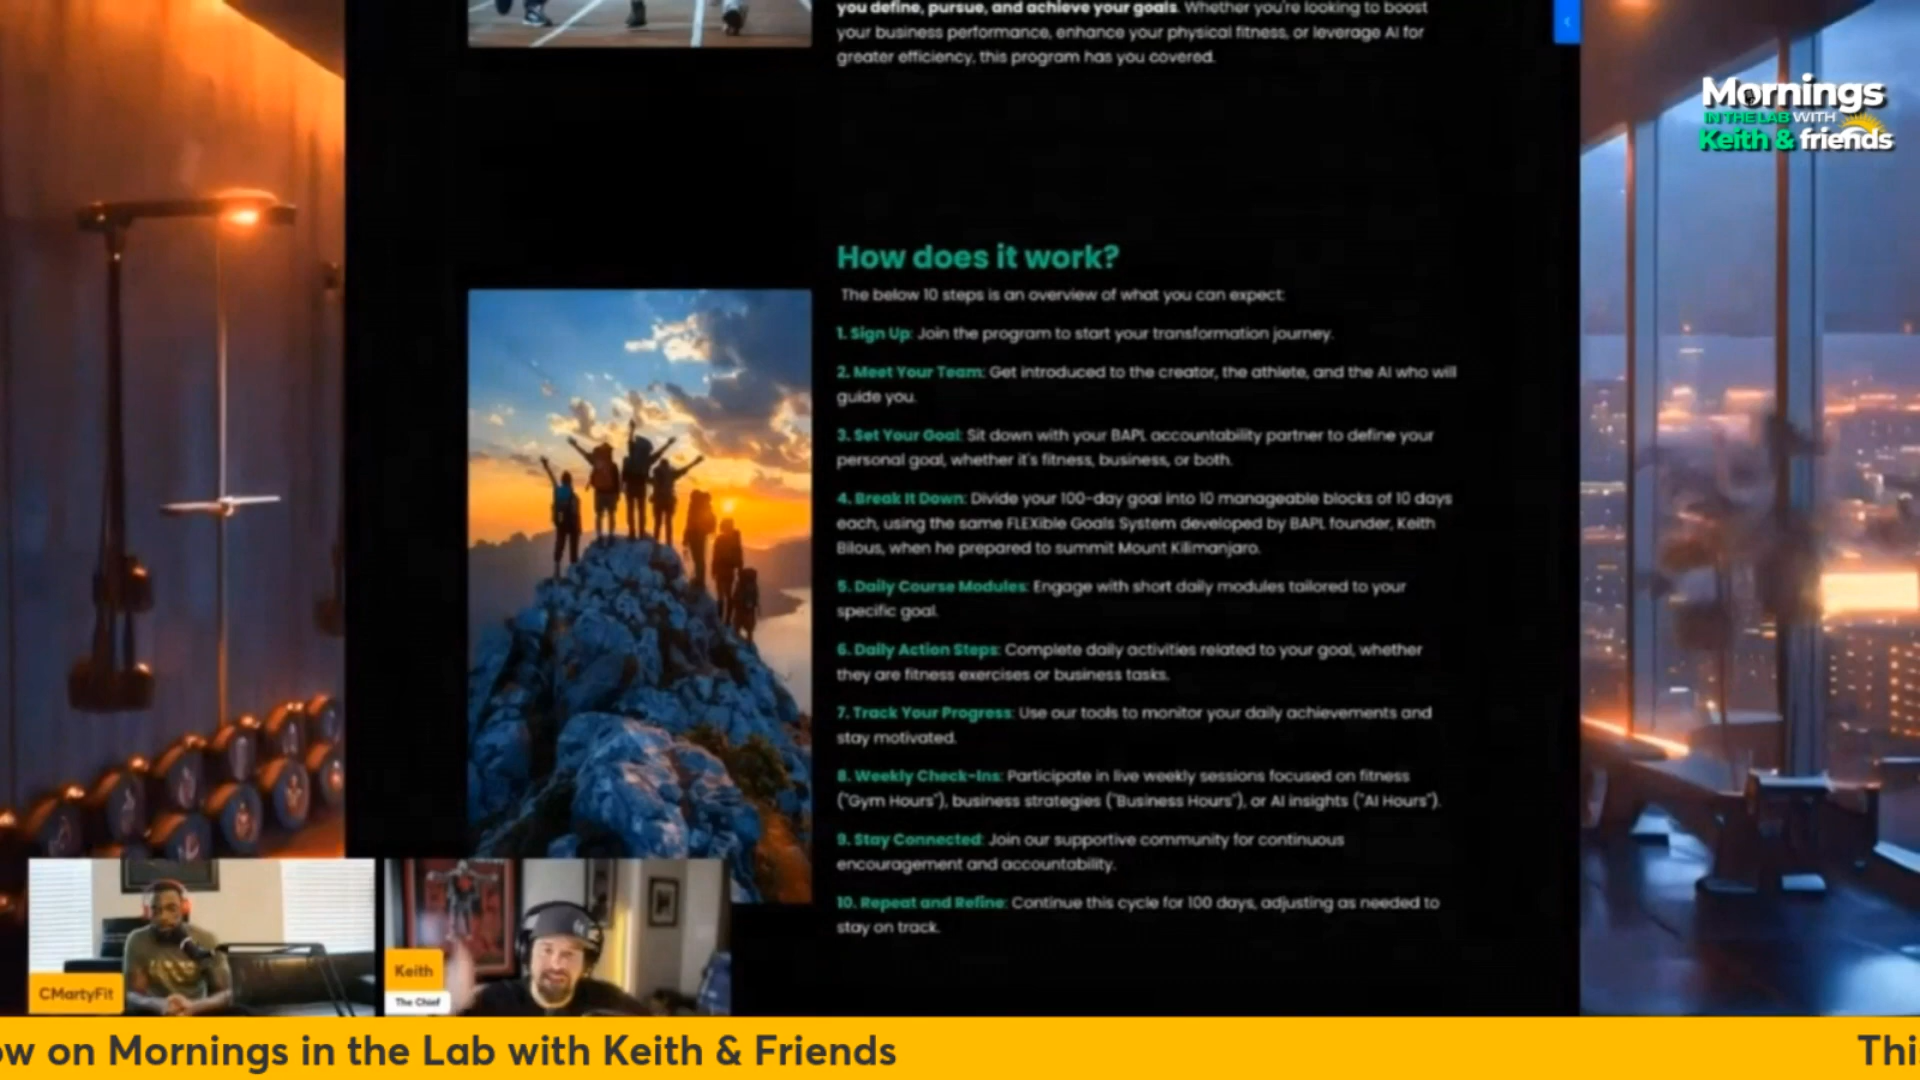 you define, pursue, and achieve your goals. Whether you're looking to boost
your business performance, enhance your physical fitness, or leverage AI for
greater efficiency, this program has you covered.
Mornings
IN THE LAB WITH
Keith & friends
How does it work?
The below 10 steps is an overview of what you can expect:
1. Sign Up: Join the program to start your transformation journey.
2. Meet Your Team: Get introduced to the creator, the athlete, and the AI who will
guide you.
3. Set Your Goal: Sit down with your BAPL accountability partner to define your
personal goal, whether it's fitness, business, or both.
4. Break It Down: Divide your 100-day goal into 10 manageable blocks of 10 days
each, using the same FLEXible Goals System developed by BAPL founder, Keith
Bilous, when he prepared to summit Mount Kilimanjaro.
5. Daily Course Modules: Engage with short daily modules tailored to your
specific goal.
6. Daily Action Steps: Complete daily activities related to your goal, whether
they are fitness exercises or business tasks.
7. Track Your Progress: Use our tools to monitor your daily achievements and
stay motivated.
8. Weekly Check-Ins: Participate in live weekly sessions focused on fitness
("Gym Hours"), business strategies ("Business Hours"), or AI insights ("AI Hours").
9. Stay Connected: Join our supportive community for continuous
encouragement and accountability.
10. Repeat and Refine: Continue this cycle for 100 days, adjusting as needed to
stay on track.
CMartyFit
Keith
The Chief
ow on Mornings in the Lab with Keith & Friends
Thi